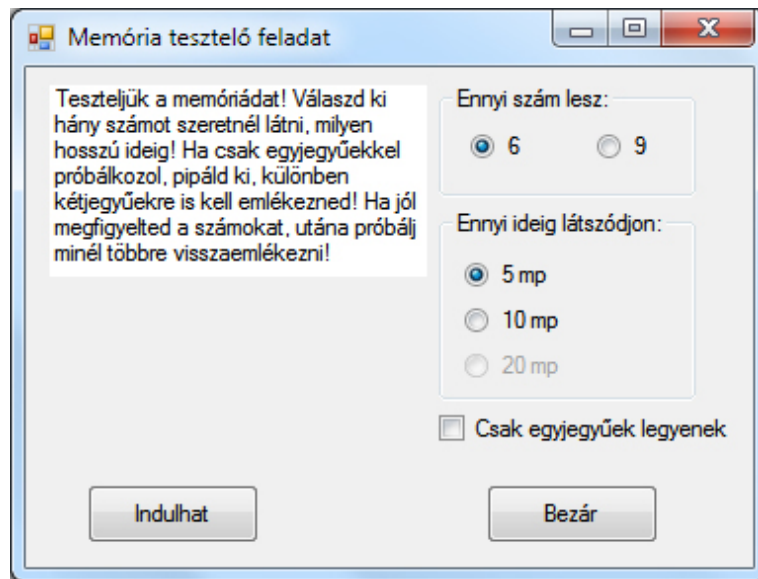 Memória tesztelő feladat
Teszteljük a memóriádat! Válaszd ki
hány számot szeretnél látni, milyen
hosszú ideig! Ha csak egyjegyűekkel
próbálkozol, pipáld ki, különben
kétjegyűekre is kell emlékezned! Ha jól
megfigyelted a számokat, utána próbálj
minél többre visszaemlékezni!
Ennyi szám lesz:
6 9
Ennyi ideig látszódjon:
5 mp
10 mp
20 mp
Csak egyjegyűek legyenek
Indulhat Bezár